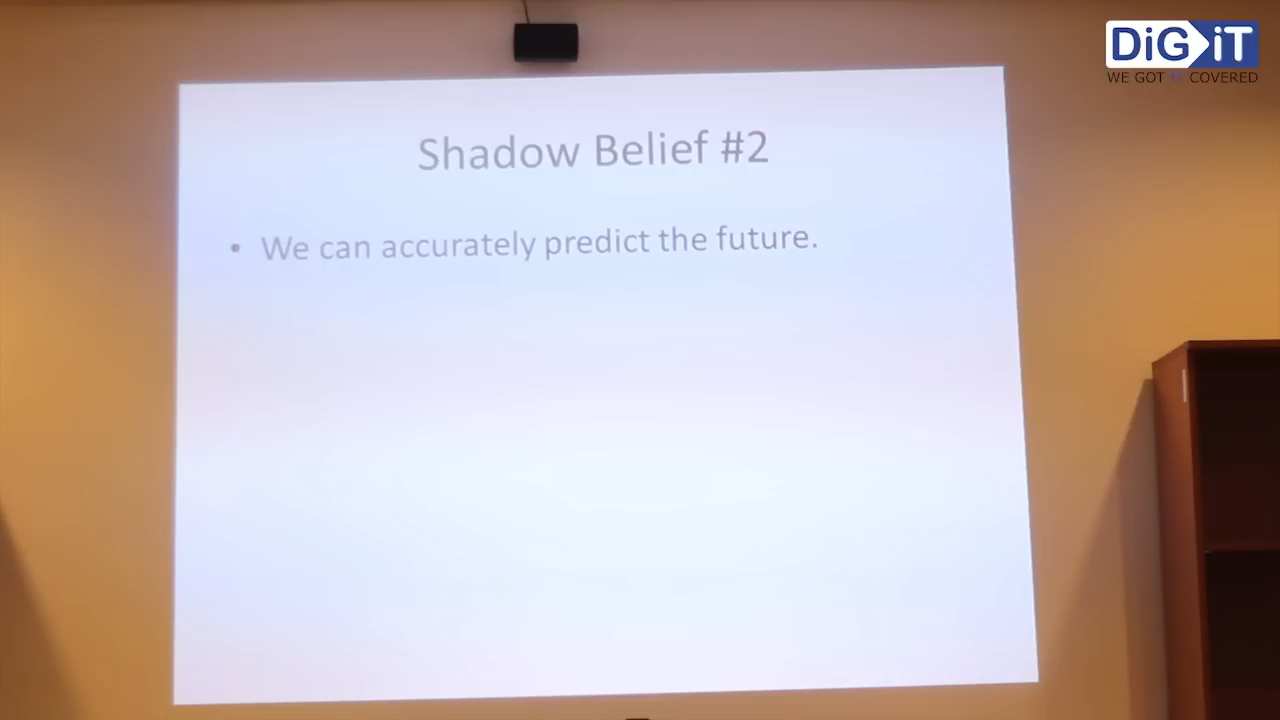 DiGiT
WE GOT IT COVERED
Shadow Belief #2
• We can accurately predict the future.